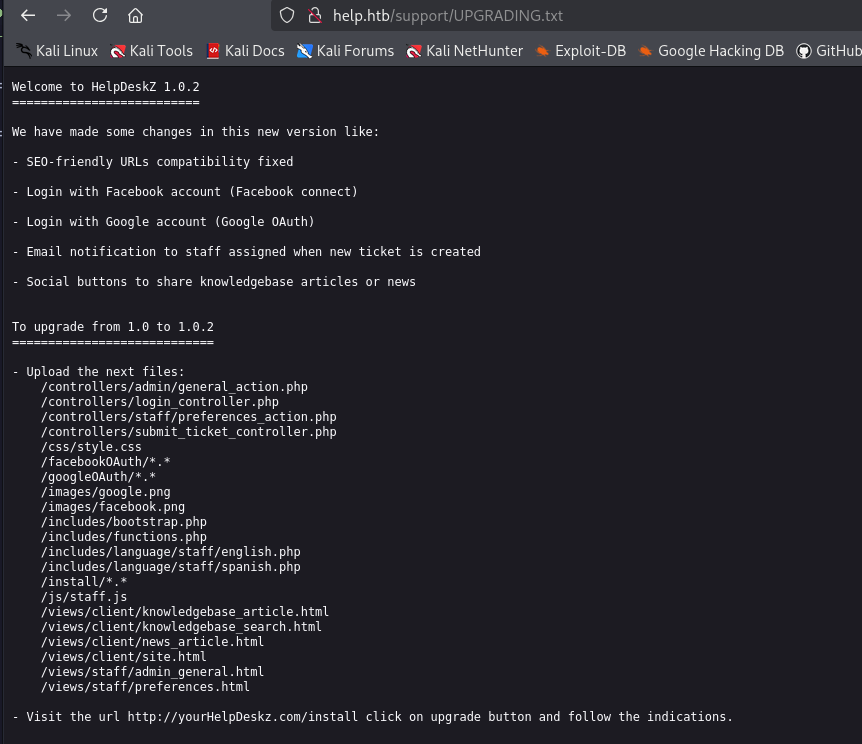 help.htb/support/UPGRADING.txt
Kali Linux Kali Tools Kali Docs Kali Forums Kali NetHunter Exploit-DB Google Hacking DB GitHub
Welcome to HelpDeskZ 1.0.2
==========================
We have made some changes in this new version like:
- SEO-friendly URLs compatibility fixed
- Login with Facebook account (Facebook connect)
- Login with Google account (Google OAuth)
- Email notification to staff assigned when new ticket is created
- Social buttons to share knowledgebase articles or news
To upgrade from 1.0 to 1.0.2
============================
- Upload the next files:
/controllers/admin/general_action.php
/controllers/login_controller.php
/controllers/staff/preferences_action.php
/controllers/submit_ticket_controller.php
/css/style.css
/facebookOAuth/*.*
/googleOAuth/*.*
/images/google.png
/images/facebook.png
/includes/bootstrap.php
/includes/functions.php
/includes/language/staff/english.php
/includes/language/staff/spanish.php
/install/*.*
/js/staff.js
/views/client/knowledgebase_article.html
/views/client/knowledgebase_search.html
/views/client/news_article.html
/views/client/site.html
/views/staff/admin_general.html
/views/staff/preferences.html
- Visit the url http://yourHelpDeskz.com/install click on upgrade button and follow the indications.